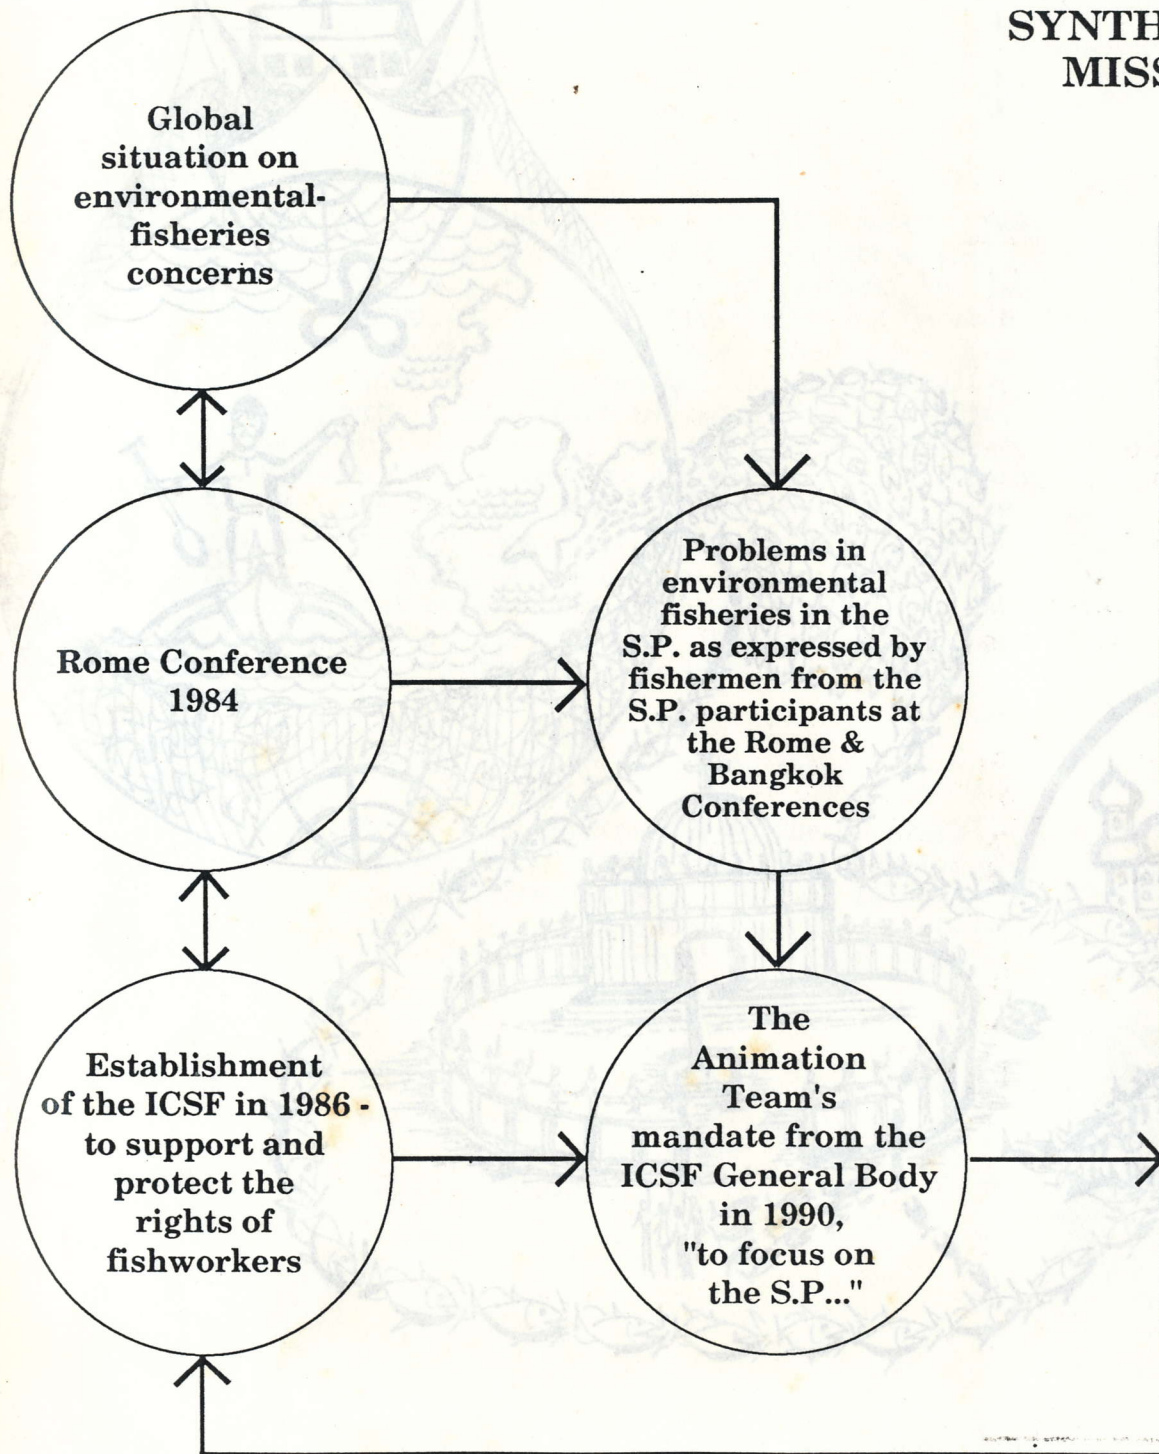 SYNTH
MISS
Global
situation on
environmental-
fisheries
concerns
Rome Conference
1984
Problems in
environmental
fisheries in the
S.P. as expressed by
fishermen from the
S.P. participants at
the Rome &
Bangkok
Conferences
Establishment
of the ICSF in 1986 -
to support and
protect the
rights of
fishworkers
The
Animation
Team's
mandate from the
ICSF General Body
in 1990,
"to focus on
the S.P..."